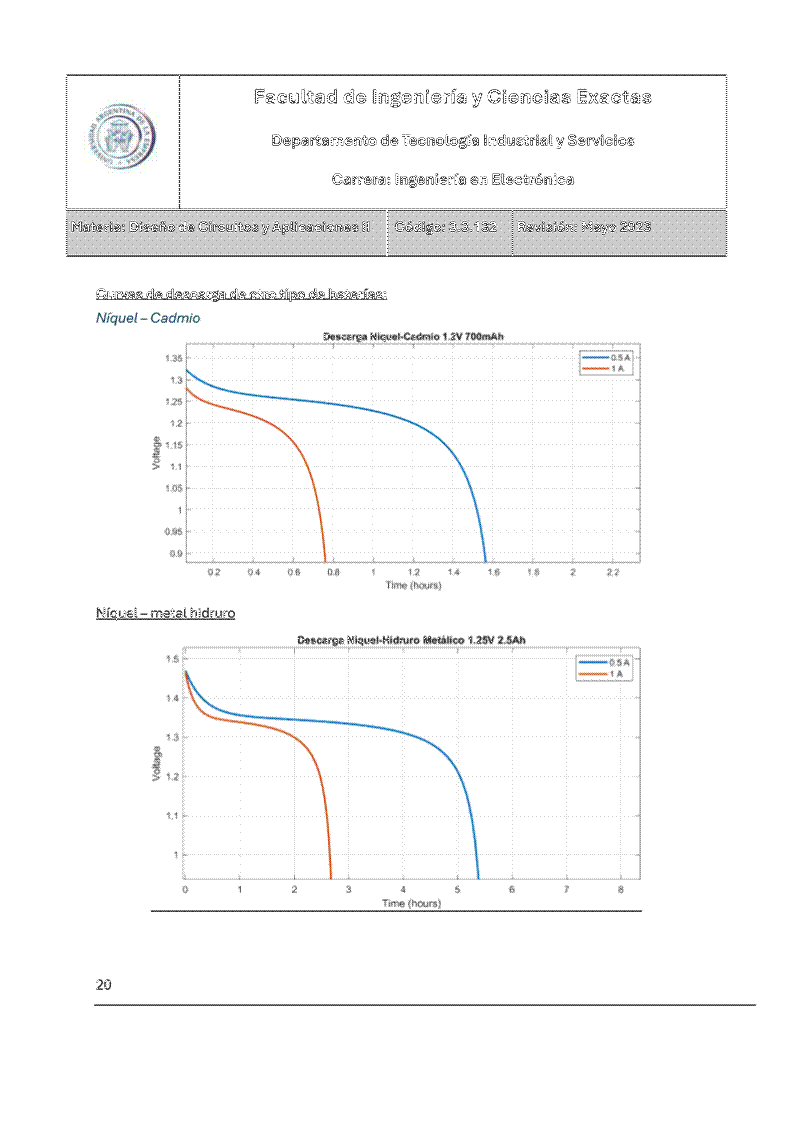 UNIVERSIDAD ARGENTINA DE LA EMPRESA
Facultad de Ingeniería y Ciencias Exactas
Departamento de Tecnología Industrial y Servicios
Carrera: Ingeniería en Electrónica
Materia: Diseño de Circuitos y Aplicaciones II Código: 3.3.132 Revisión: Mayo 2023
Curvas de descarga de otro tipo de baterías:
Níquel – Cadmio
Descarga Niquel-Cadmio 1.2V 700mAh
0.5 A
1 A
1.35
1.3
1.25
1.2
1.15
1.1
1.05
1
0.95
0.9
Voltage
0.2 0.4 0.6 0.8 1 1.2 1.4 1.6 1.8 2 2.2
Time (hours)
Níquel – metal hidruro
Descarga Niquel-Hidruro Metálico 1.25V 2.5Ah
0.5 A
1 A
1.5
1.4
1.3
1.2
1.1
1
Voltage
0 1 2 3 4 5 6 7 8
Time (hours)
20